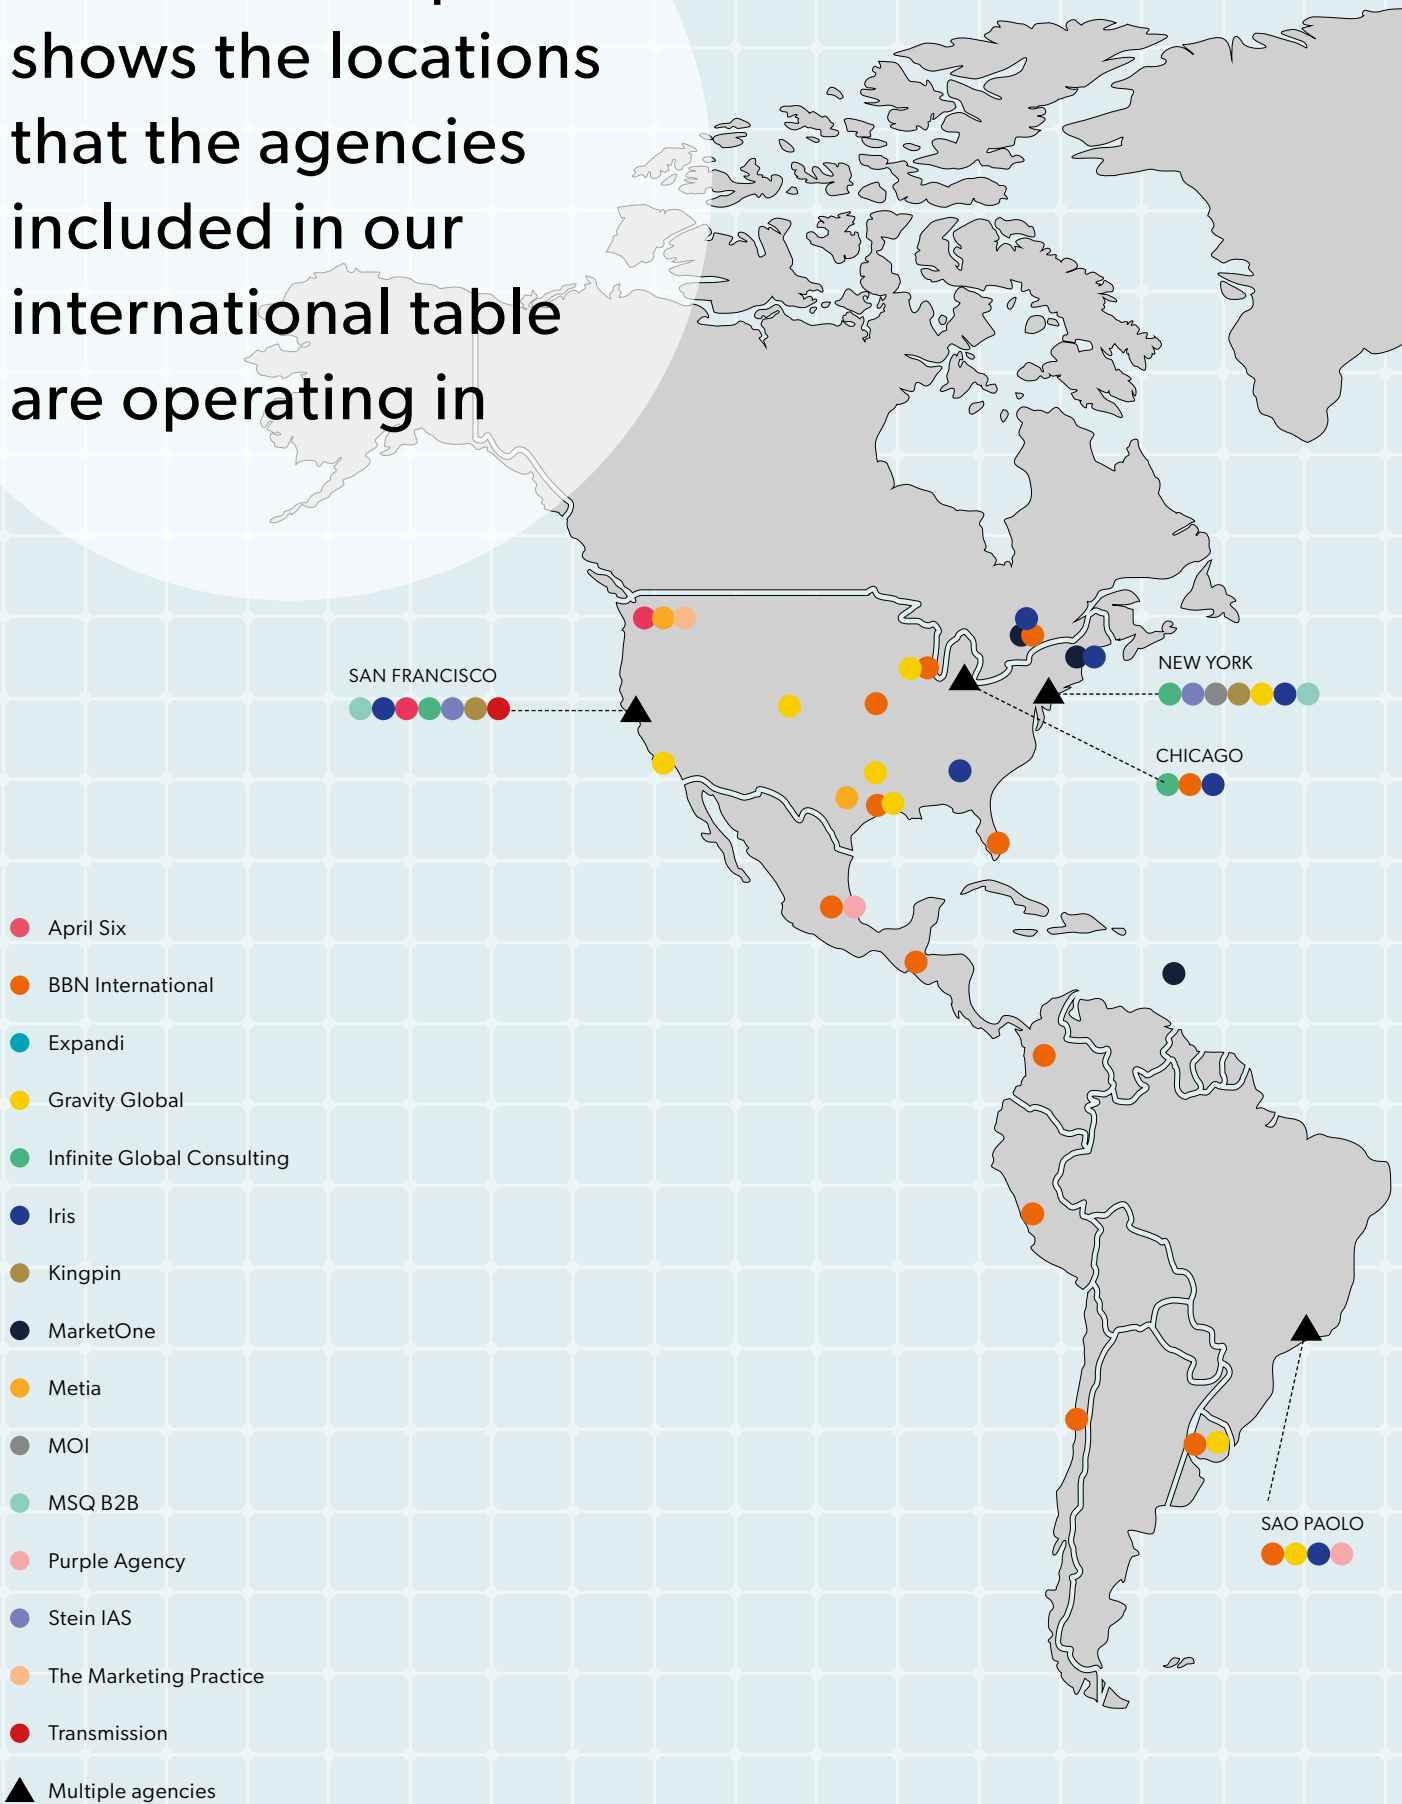 shows the locations
that the agencies
included in our
international table
are operating in
SAN FRANCISCO
NEW YORK
CHICAGO
April Six
BBN International
Expandi
Gravity Global
Infinite Global Consulting
Iris
Kingpin
MarketOne
Metia
MOI
MSQ B2B
Purple Agency
Stein IAS
The Marketing Practice
Transmission
Multiple agencies
SAO PAOLO